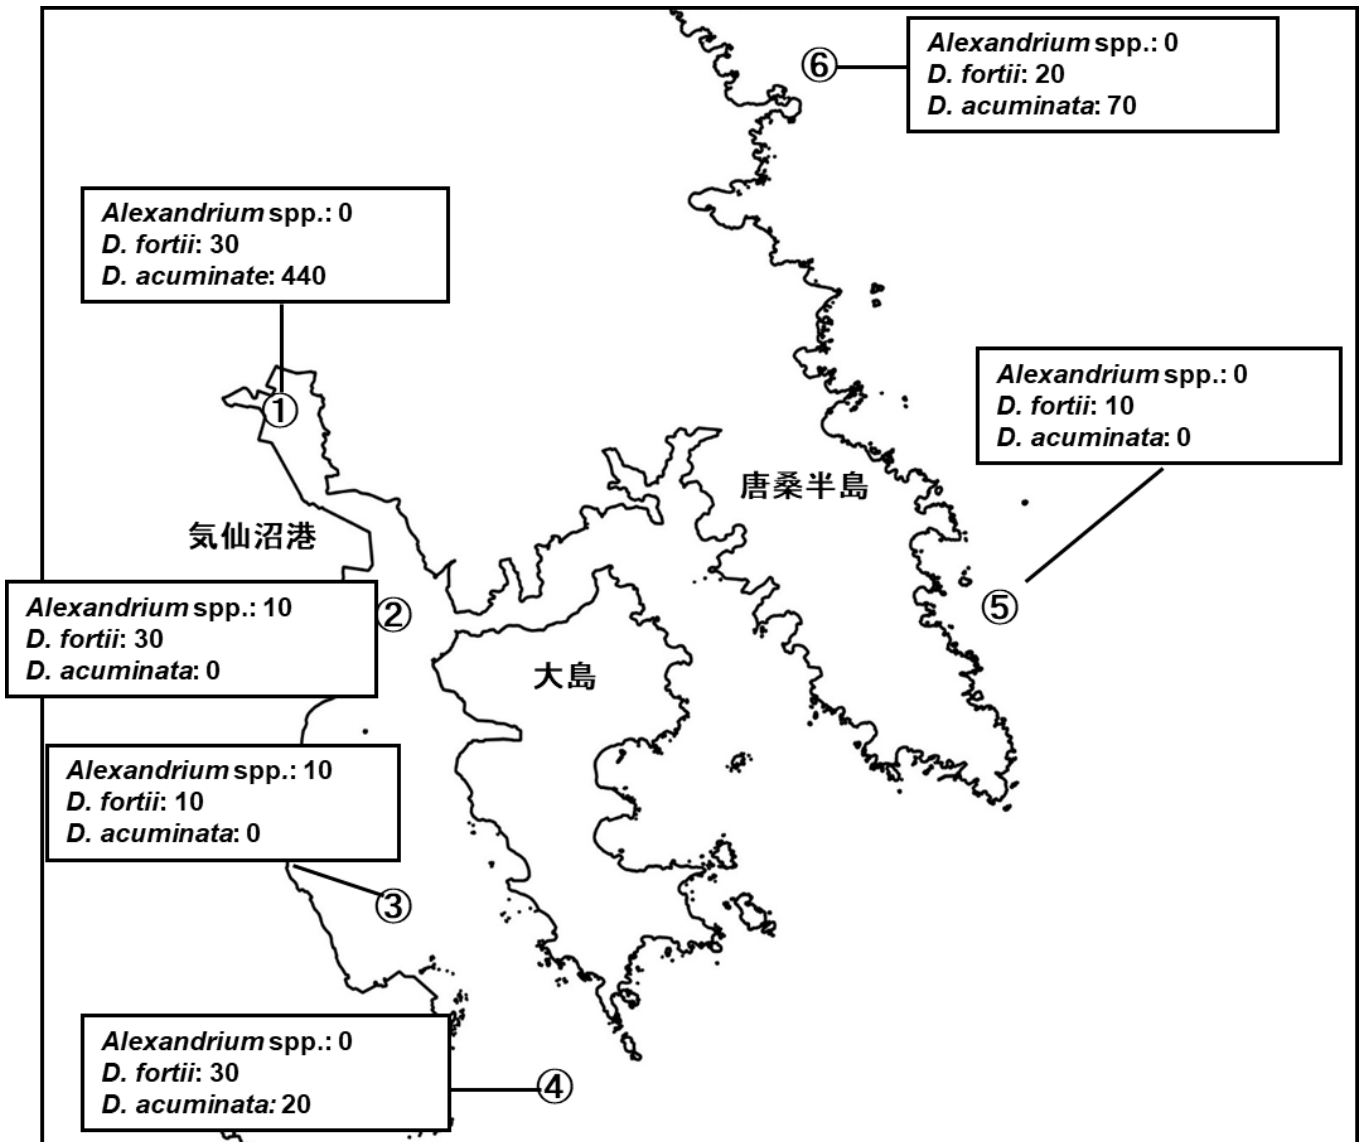 ⑥
Alexandrium spp.: 0
D. fortii: 20
D. acuminata: 70
Alexandrium spp.: 0
D. fortii: 30
D. acuminate: 440
①
Alexandrium spp.: 0
D. fortii: 10
D. acuminata: 0
唐桑半島
気仙沼港
Alexandrium spp.: 10
D. fortii: 30
D. acuminata: 0
②
⑤
大島
Alexandrium spp.: 10
D. fortii: 10
D. acuminata: 0
③
Alexandrium spp.: 0
D. fortii: 30
D. acuminata: 20
④